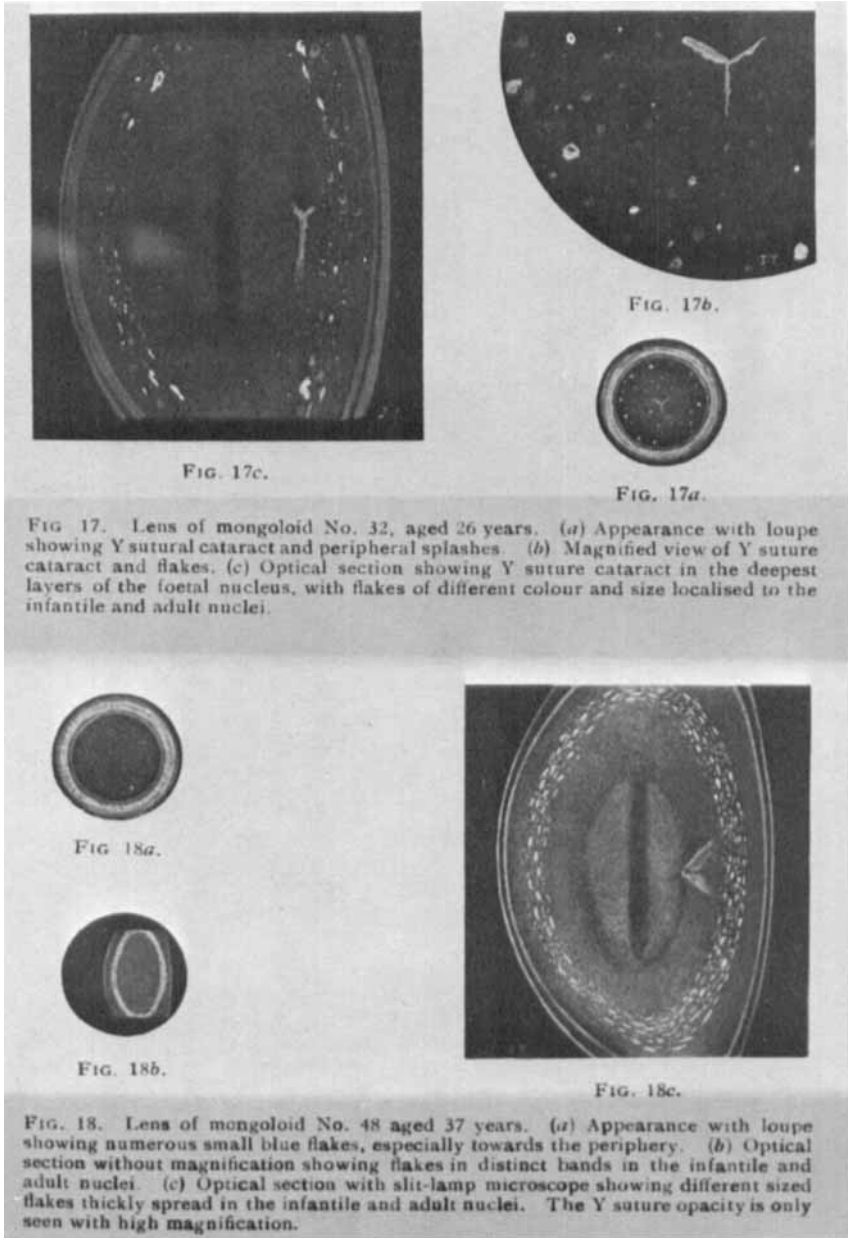 FIG. 17b.
FIG. 17c.
FIG. 17a.
FIG 17. Lens of mongoloid No. 32, aged 26 years. (a) Appearance with loupe
showing Y sutural cataract and peripheral splashes. (b) Magnified view of Y suture
cataract and flakes. (c) Optical section showing Y suture cataract in the deepest
layers of the foetal nucleus, with flakes of different colour and size localised to the
infantile and adult nuclei.
FIG 18a.
FIG. 18b.
FIG. 18c.
FIG. 18. Lens of mongoloid No. 48 aged 37 years. (a) Appearance with loupe
showing numerous small blue flakes, especially towards the periphery. (b) Optical
section without magnification showing flakes in distinct bands in the infantile and
adult nuclei. (c) Optical section with slit-lamp microscope showing different sized
flakes thickly spread in the infantile and adult nuclei. The Y suture opacity is only
seen with high magnification.